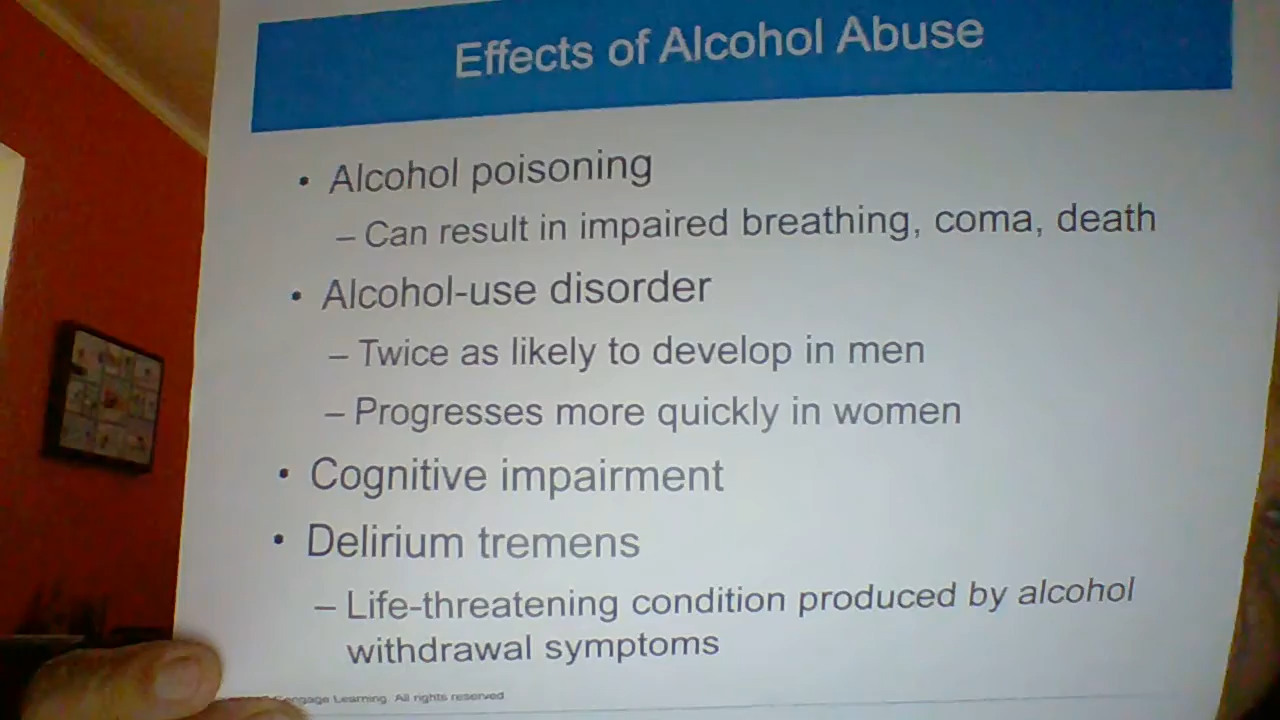 Effects of Alcohol Abuse
• Alcohol poisoning
– Can result in impaired breathing, coma, death
• Alcohol-use disorder
– Twice as likely to develop in men
– Progresses more quickly in women
• Cognitive impairment
• Delirium tremens
– Life-threatening condition produced by alcohol
withdrawal symptoms
Cengage Learning. All rights reserved